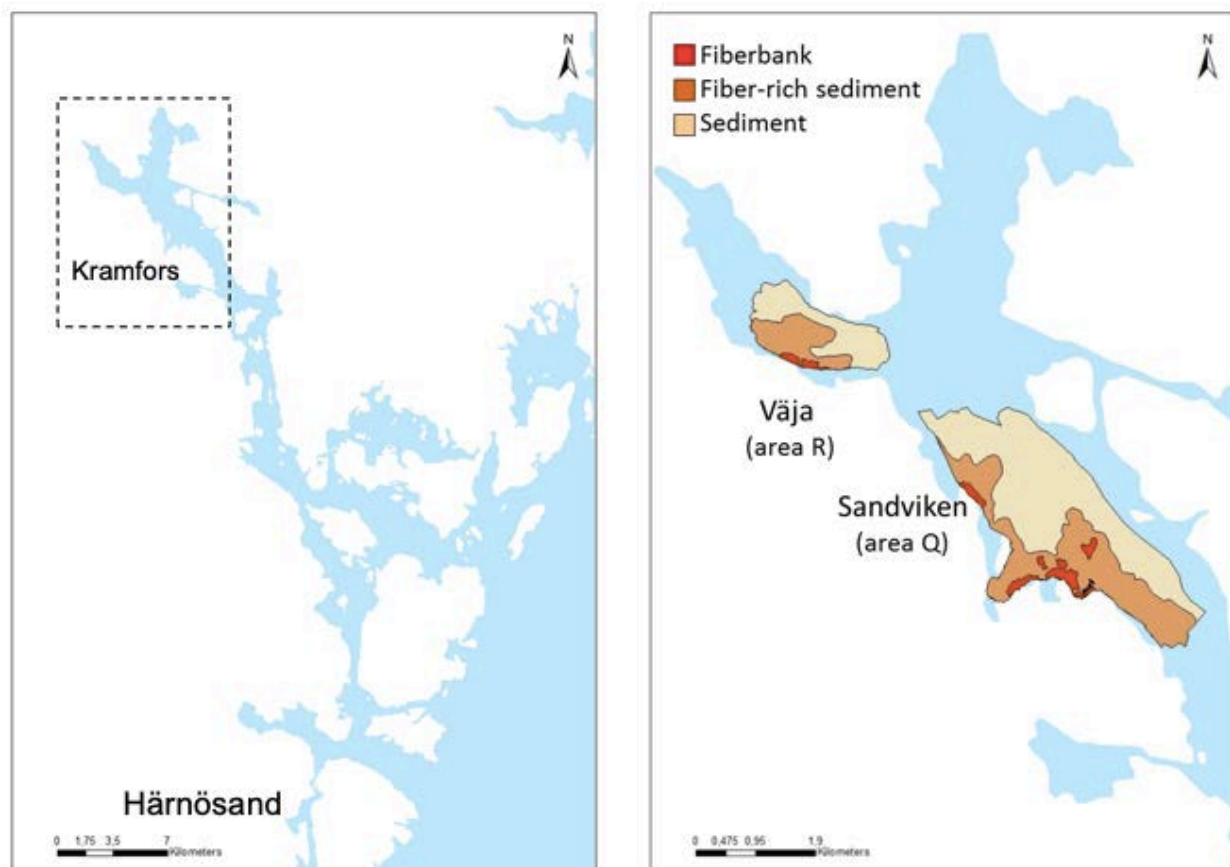 N
Kramfors
Härnösand
0 1,75 3,5 7
Kilometers
N
Fiberbank
Fiber-rich sediment
Sediment
Väja
(area R)
Sandviken
(area Q)
0 0,475 0,95 1,9
Kilometers